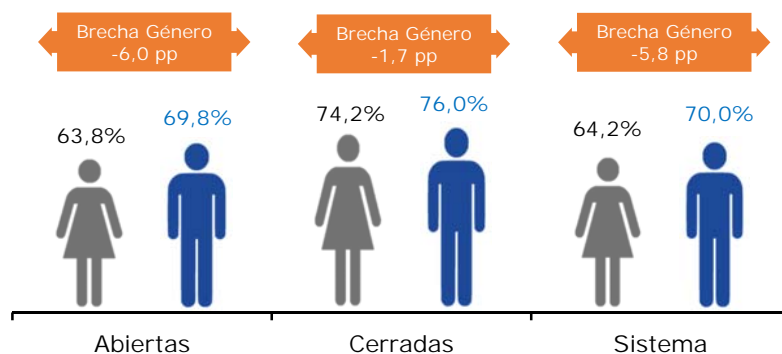 Brecha Género
-6,0 pp
Brecha Género
-1,7 pp
Brecha Género
-5,8 pp
63,8%
69,8%
74,2%
76,0%
64,2%
70,0%
Abiertas
Cerradas
Sistema